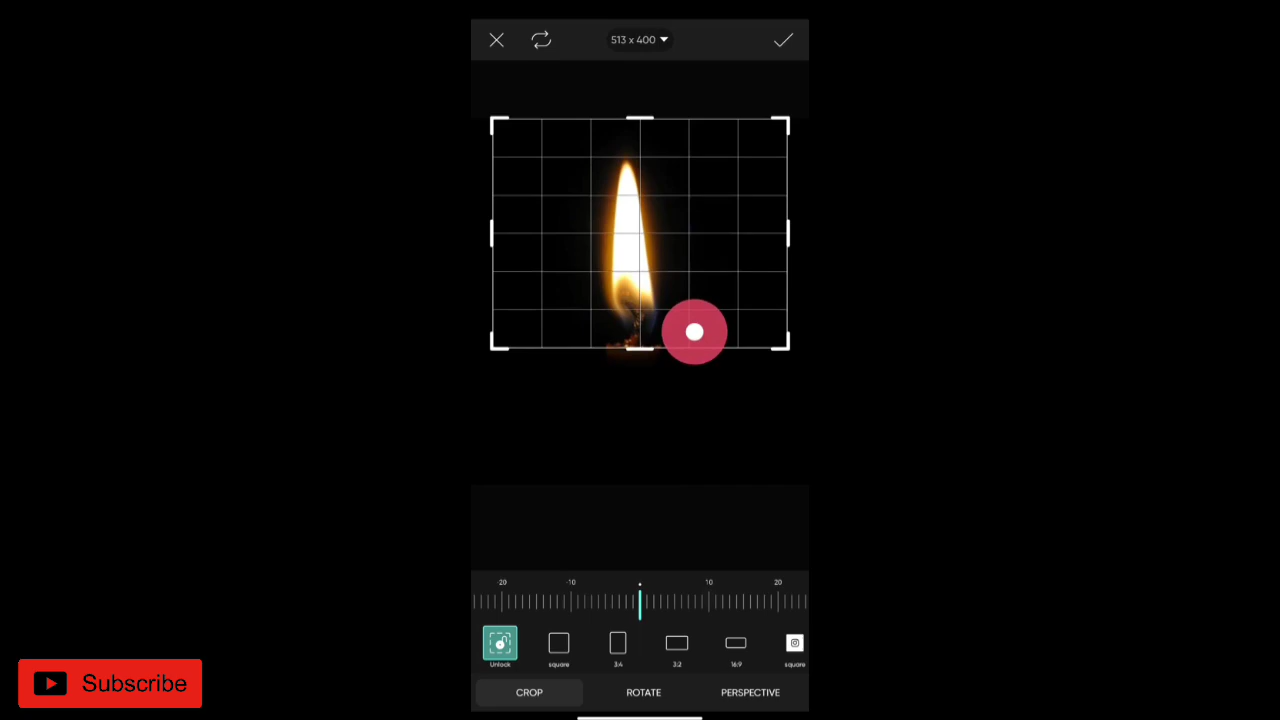 513 x 400
-20 -10 10 20
Unlock square 3:4 3:2 16:9 square
CROP ROTATE PERSPECTIVE
Subscribe